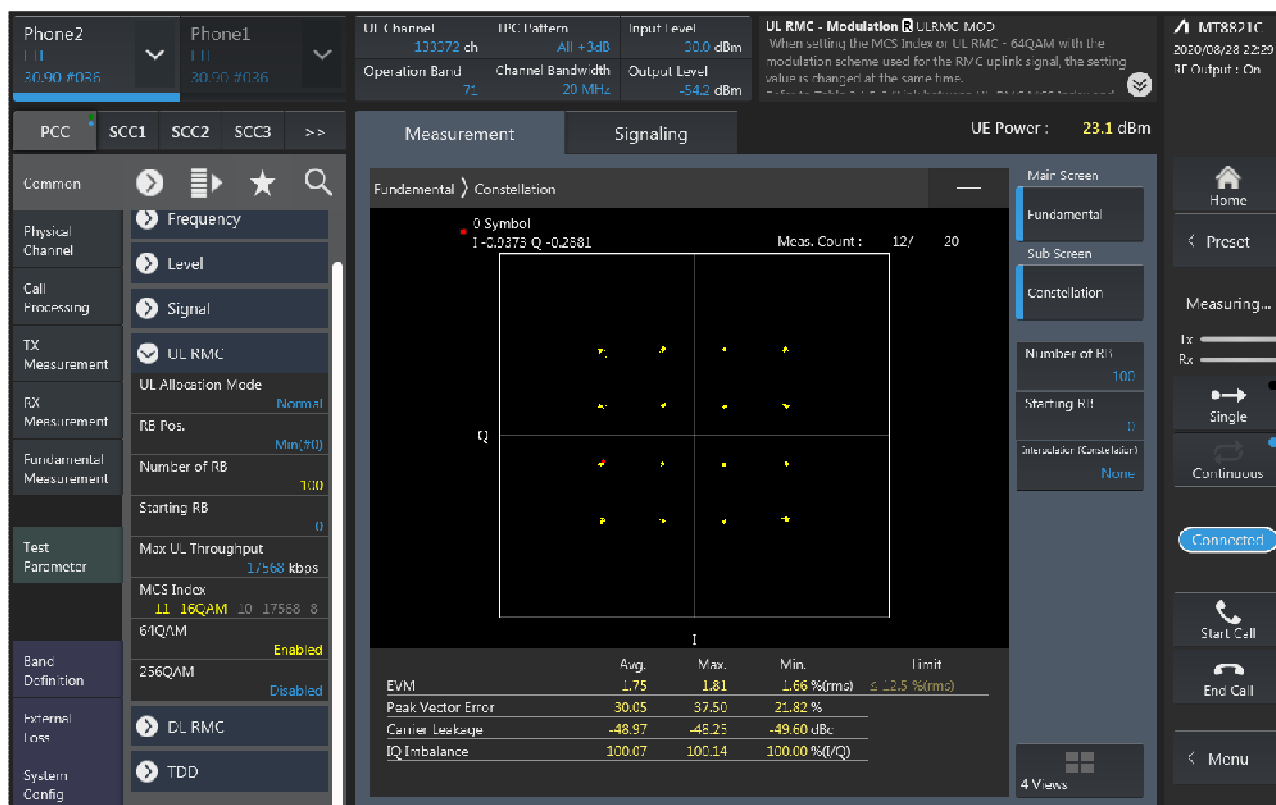 Phone2
30.90 #036
Phone1
30.90 #036
UL Channel
133372 ch
TPC Pattern
All +3dB
Input Level
30.0 dBm
Operation Band
71
Channel Bandwidth
20 MHz
Output Level
-54.2 dBm
UL RMC - Modulation R ULRMC_MOD
When setting the MCS Index or UL RMC - 64QAM with the
modulation scheme used for the RMC uplink signal, the setting
value is changed at the same time.
MT8821C
2020/08/28 22:29
RF Output : On
PCC
SCC1
SCC2
SCC3
>>
Measurement
Signaling
UE Power : 23.1 dBm
Common
Physical
Channel
Call
Processing
TX
Measurement
RX
Measurement
Fundamental
Measurement
Test
Parameter
Band
Definition
External
Loss
System
Config
Frequency
Level
Signal
UL RMC
UL Allocation Mode
Normal
RB Pos.
Min(#0)
Number of RB
100
Starting RB
0
Max UL Throughput
17568 kbps
MCS Index
11 16QAM 10 17568 8
64QAM
Enabled
256QAM
Disabled
DL RMC
TDD
Fundamental > Constellation
0 Symbol
I -0.9373 Q -0.2881
Meas. Count : 12/ 20
Q
I
Avg. Max. Min. Limit
EVM 1.75 1.81 1.66 %(rms) ≤ 12.5 %(rms)
Peak Vector Error 30.05 37.50 21.82 %
Carrier Leakage -48.97 -48.25 -49.60 dBc
IQ Imbalance 100.07 100.14 100.00 %(I/Q)
Main Screen
Fundamental
Sub Screen
Constellation
Number of RB
100
Starting RB
0
Interpolation (Constellation)
None
4 Views
Home
< Preset
Measuring...
Tx
Rx
Single
Continuous
Connected
Start Call
End Call
< Menu